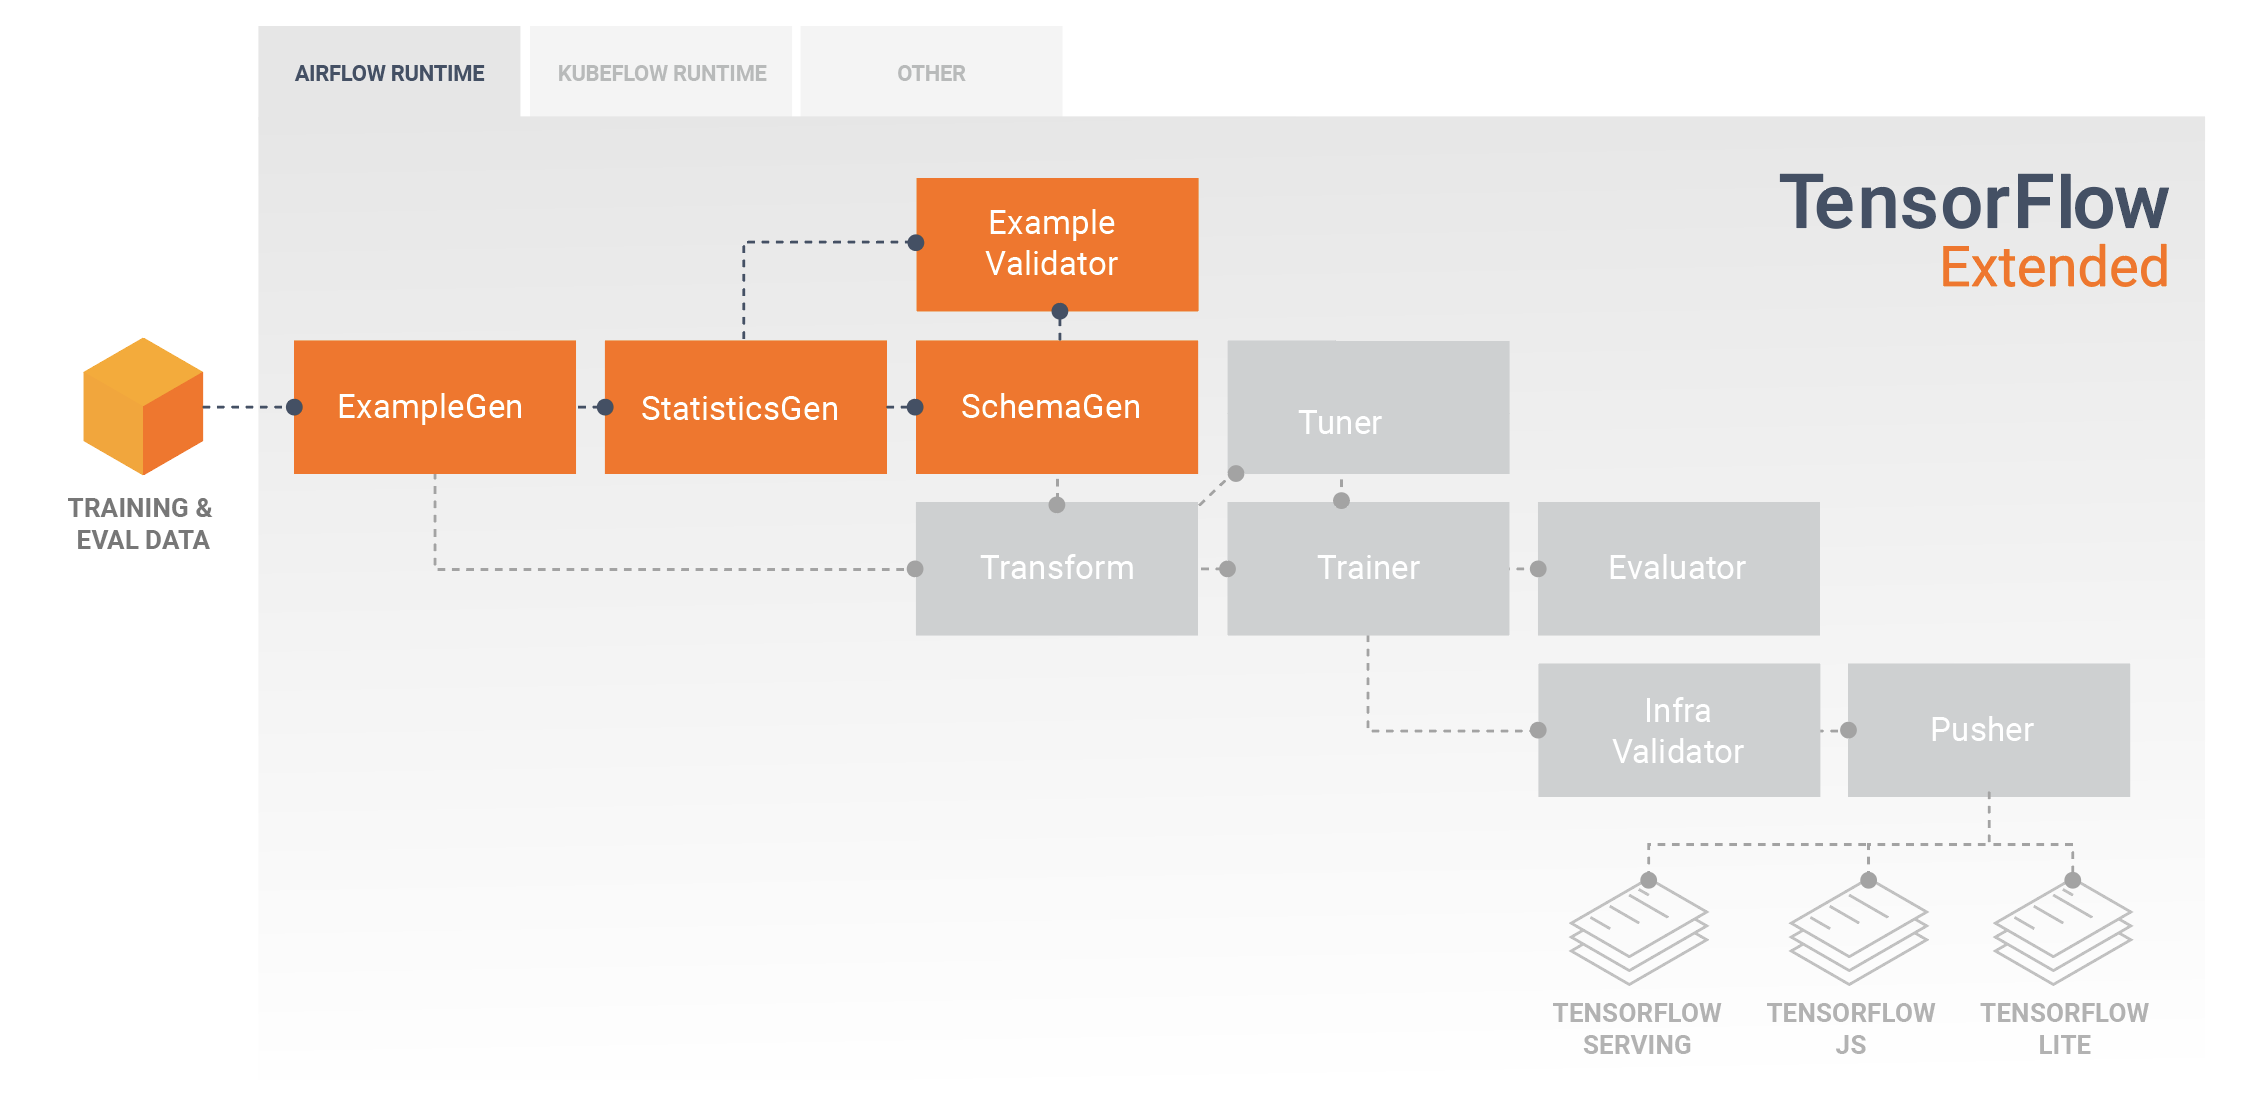 AIRFLOW RUNTIME
KUBEFLOW RUNTIME
OTHER
TensorFlow
Extended
Example
Validator
ExampleGen
StatisticsGen
SchemaGen
Tuner
TRAINING &
EVAL DATA
Transform
Trainer
Evaluator
Infra
Validator
Pusher
TENSORFLOW
SERVING
TENSORFLOW
JS
TENSORFLOW
LITE